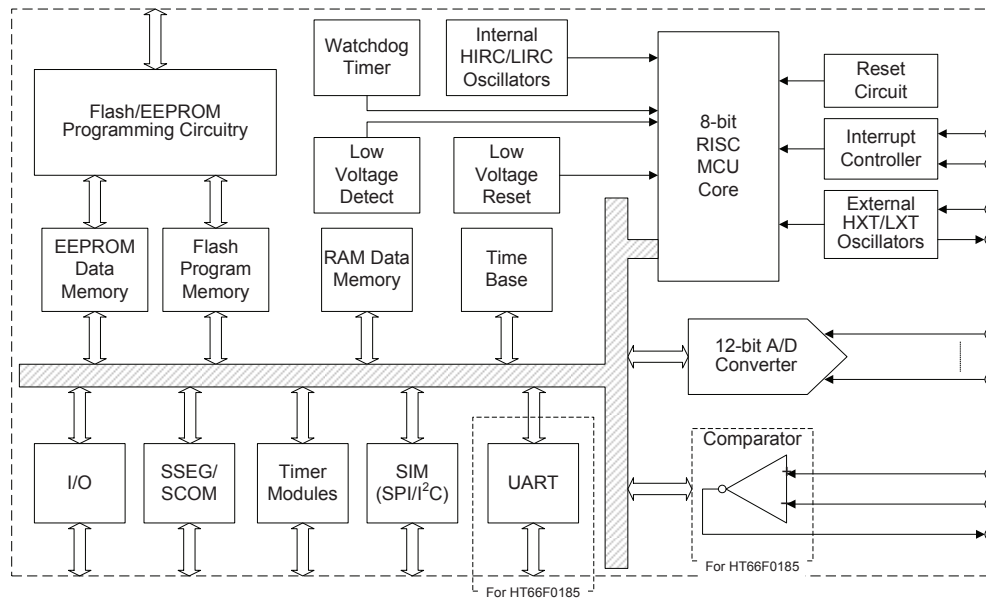 Watchdog
Timer
Internal
HIRC/LIRC
Oscillators
Reset
Circuit
Flash/EEPROM
Programming Circuitry
8-bit
RISC
MCU
Core
Interrupt
Controller
Low
Voltage
Detect
Low
Voltage
Reset
External
HXT/LXT
Oscillators
EEPROM
Data
Memory
Flash
Program
Memory
RAM Data
Memory
Time
Base
12-bit A/D
Converter
Comparator
I/O
SSEG/
SCOM
Timer
Modules
SIM
(SPI/I²C)
UART
+
-
For HT66F0185
For HT66F0185